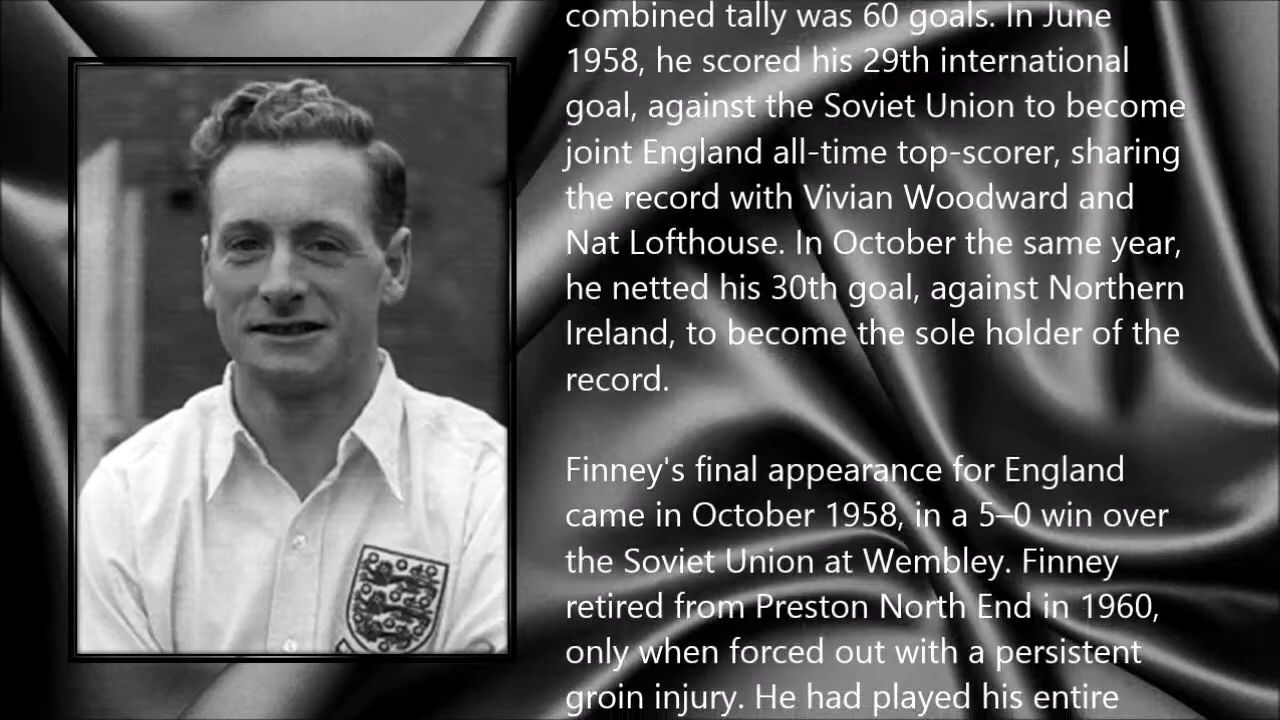 combined tally was 60 goals. In June
1958, he scored his 29th international
goal, against the Soviet Union to become
joint England all-time top-scorer, sharing
the record with Vivian Woodward and
Nat Lofthouse. In October the same year,
he netted his 30th goal, against Northern
Ireland, to become the sole holder of the
record.
Finney's final appearance for England
came in October 1958, in a 5–0 win over
the Soviet Union at Wembley. Finney
retired from Preston North End in 1960,
only when forced out with a persistent
groin injury. He had played his entire